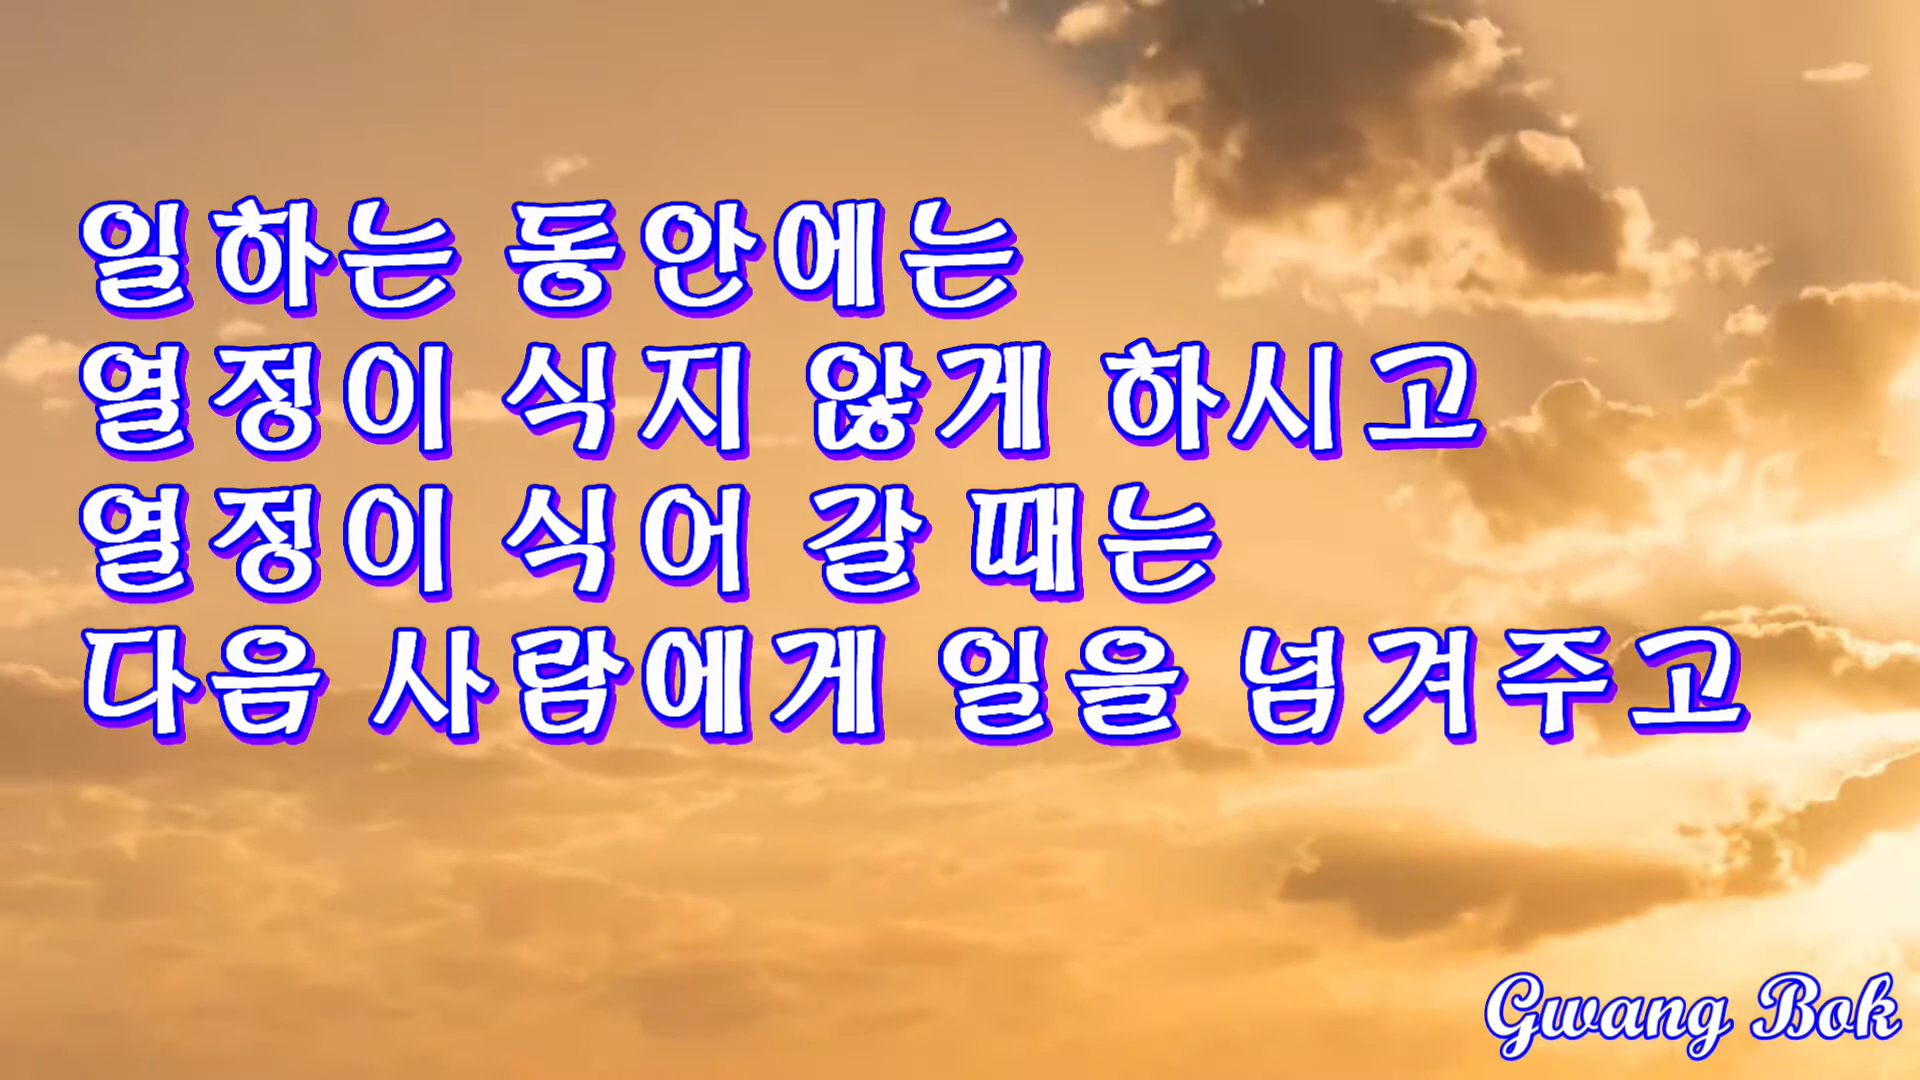 일하는 동안에는
열정이 식지 않게 하시고
열정이 식어 갈 때는
다음 사람에게 일을 넘겨주고
Gwang Bok